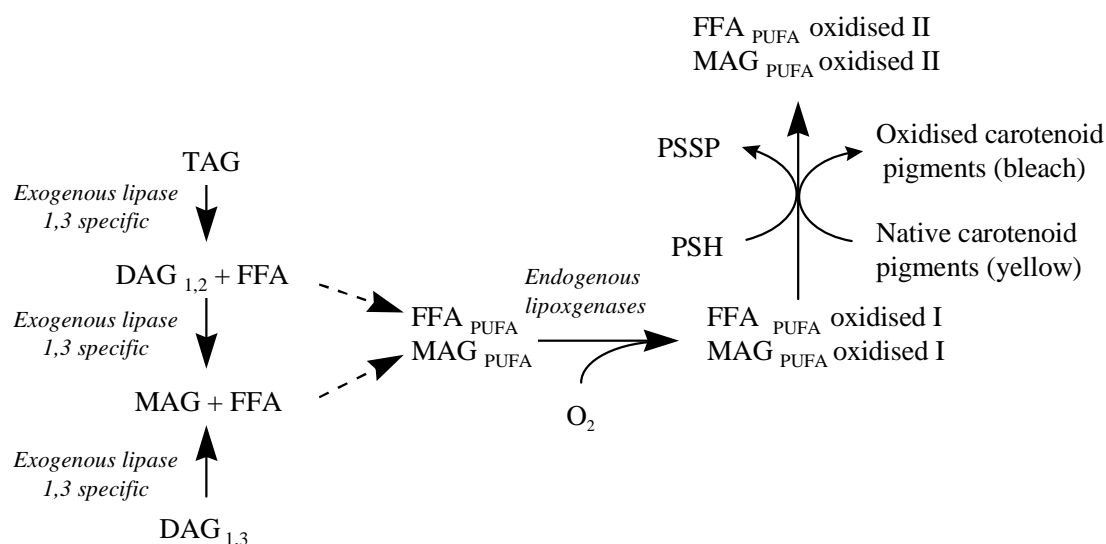 FFA PUFA oxidised II
MAG PUFA oxidised II
PSSP
Oxidised carotenoid
pigments (bleach)
TAG
Exogenous lipase
1,3 specific
PSH
Native carotenoid
pigments (yellow)
DAG 1,2 + FFA
Endogenous
lipoxgenases
Exogenous lipase
1,3 specific
FFA PUFA
MAG PUFA
FFA PUFA oxidised I
MAG PUFA oxidised I
MAG + FFA
O2
Exogenous lipase
1,3 specific
DAG 1,3